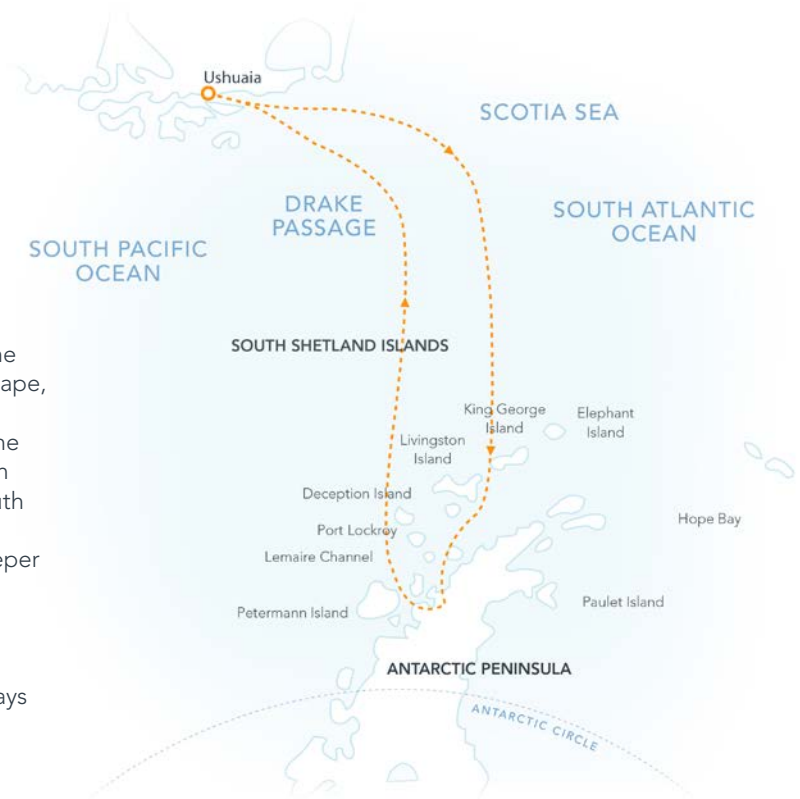 Ushuaia
SCOTIA SEA
DRAKE
PASSAGE
SOUTH ATLANTIC
OCEAN
SOUTH PACIFIC
OCEAN
SOUTH SHETLAND ISLANDS
King George
Island
Elephant
Island
Livingston
Island
Deception Island
Port Lockroy
Lemaire Channel
Hope Bay
Petermann Island
Paulet Island
ANTARCTIC PENINSULA
ANTARCTIC CIRCLE
ays